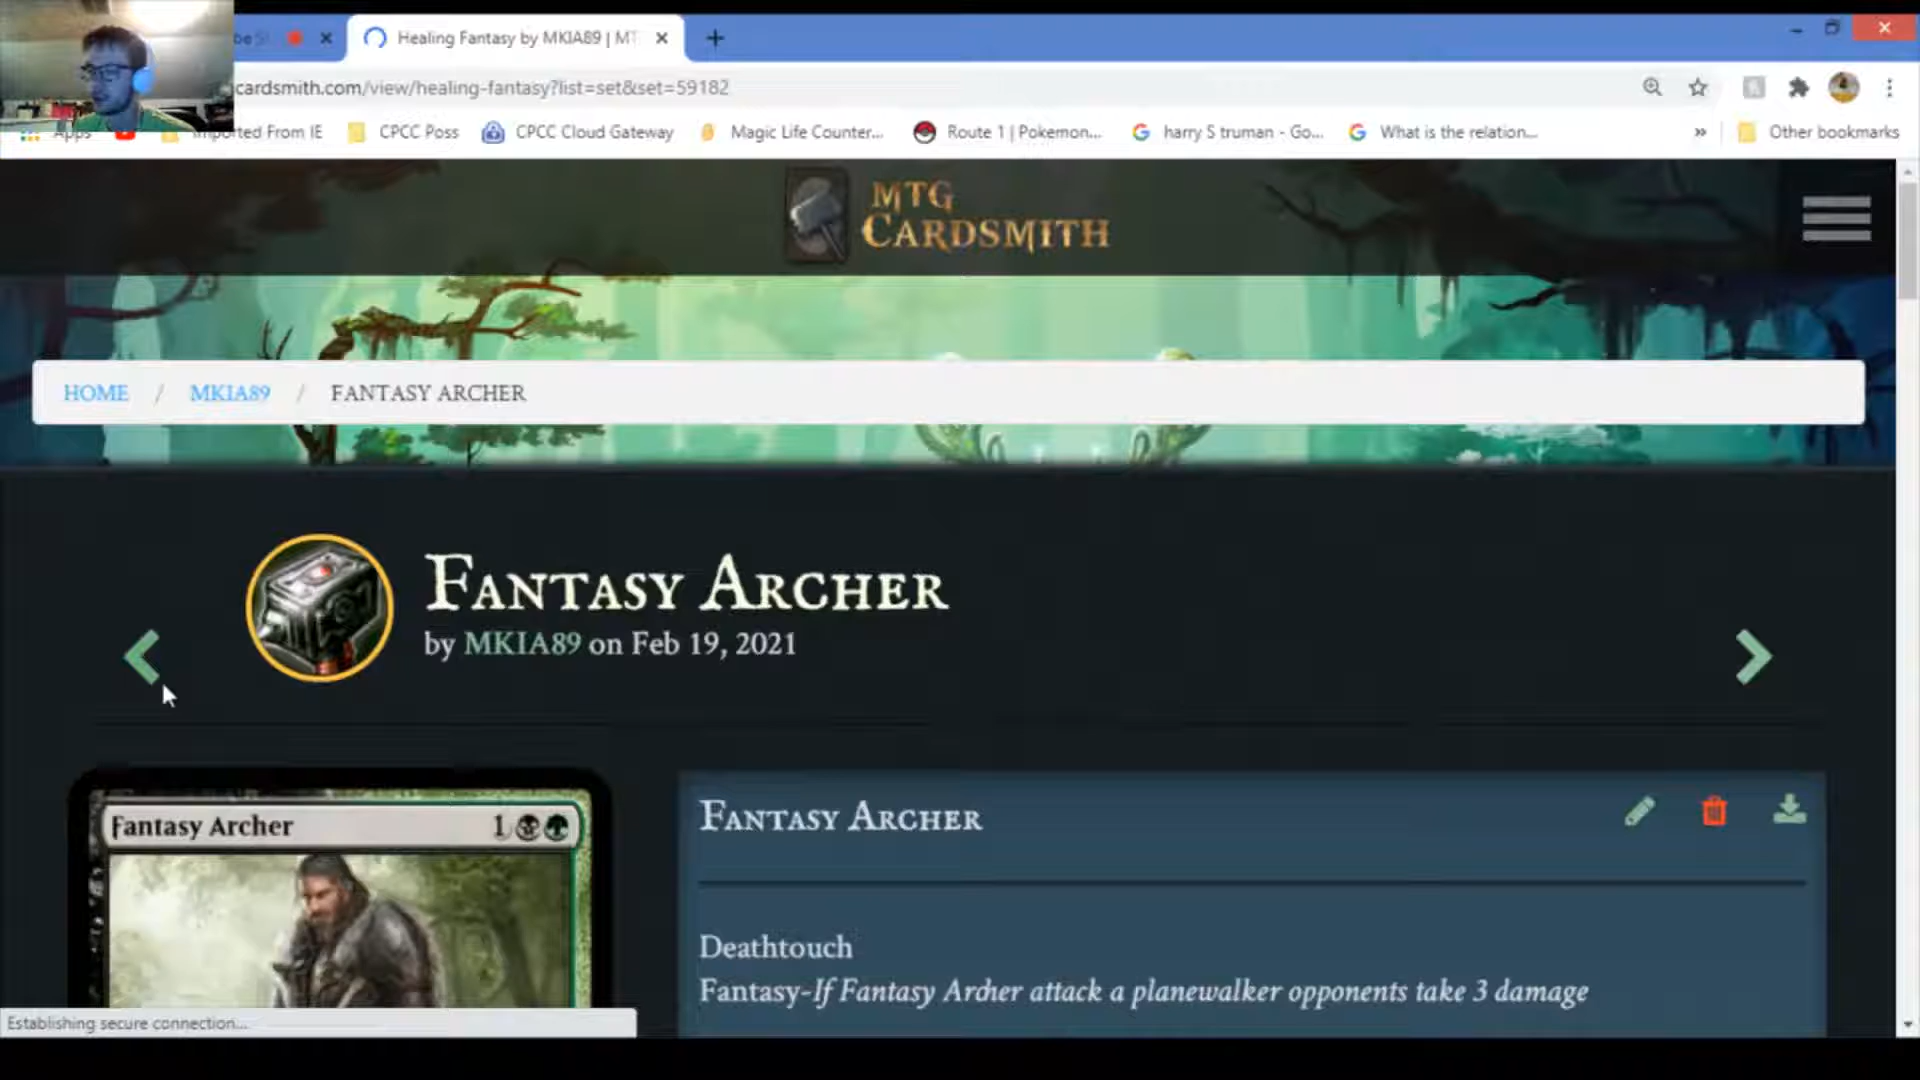 Healing Fantasy by MKIA89 | MT
cardsmith.com/view/healing-fantasy?list=set&set=59182
Apps
Imported From IE
CPCC Poss
CPCC Cloud Gateway
Magic Life Counter...
Route 1 | Pokemon...
harry S truman - Go...
What is the relation...
»
Other bookmarks
MTG
CARDSMITH
HOME / MKIA89 / FANTASY ARCHER
FANTASY ARCHER
by MKIA89 on Feb 19, 2021
Fantasy Archer 1
FANTASY ARCHER
Deathtouch
Fantasy-If Fantasy Archer attack a planewalker opponents take 3 damage
Establishing secure connection...